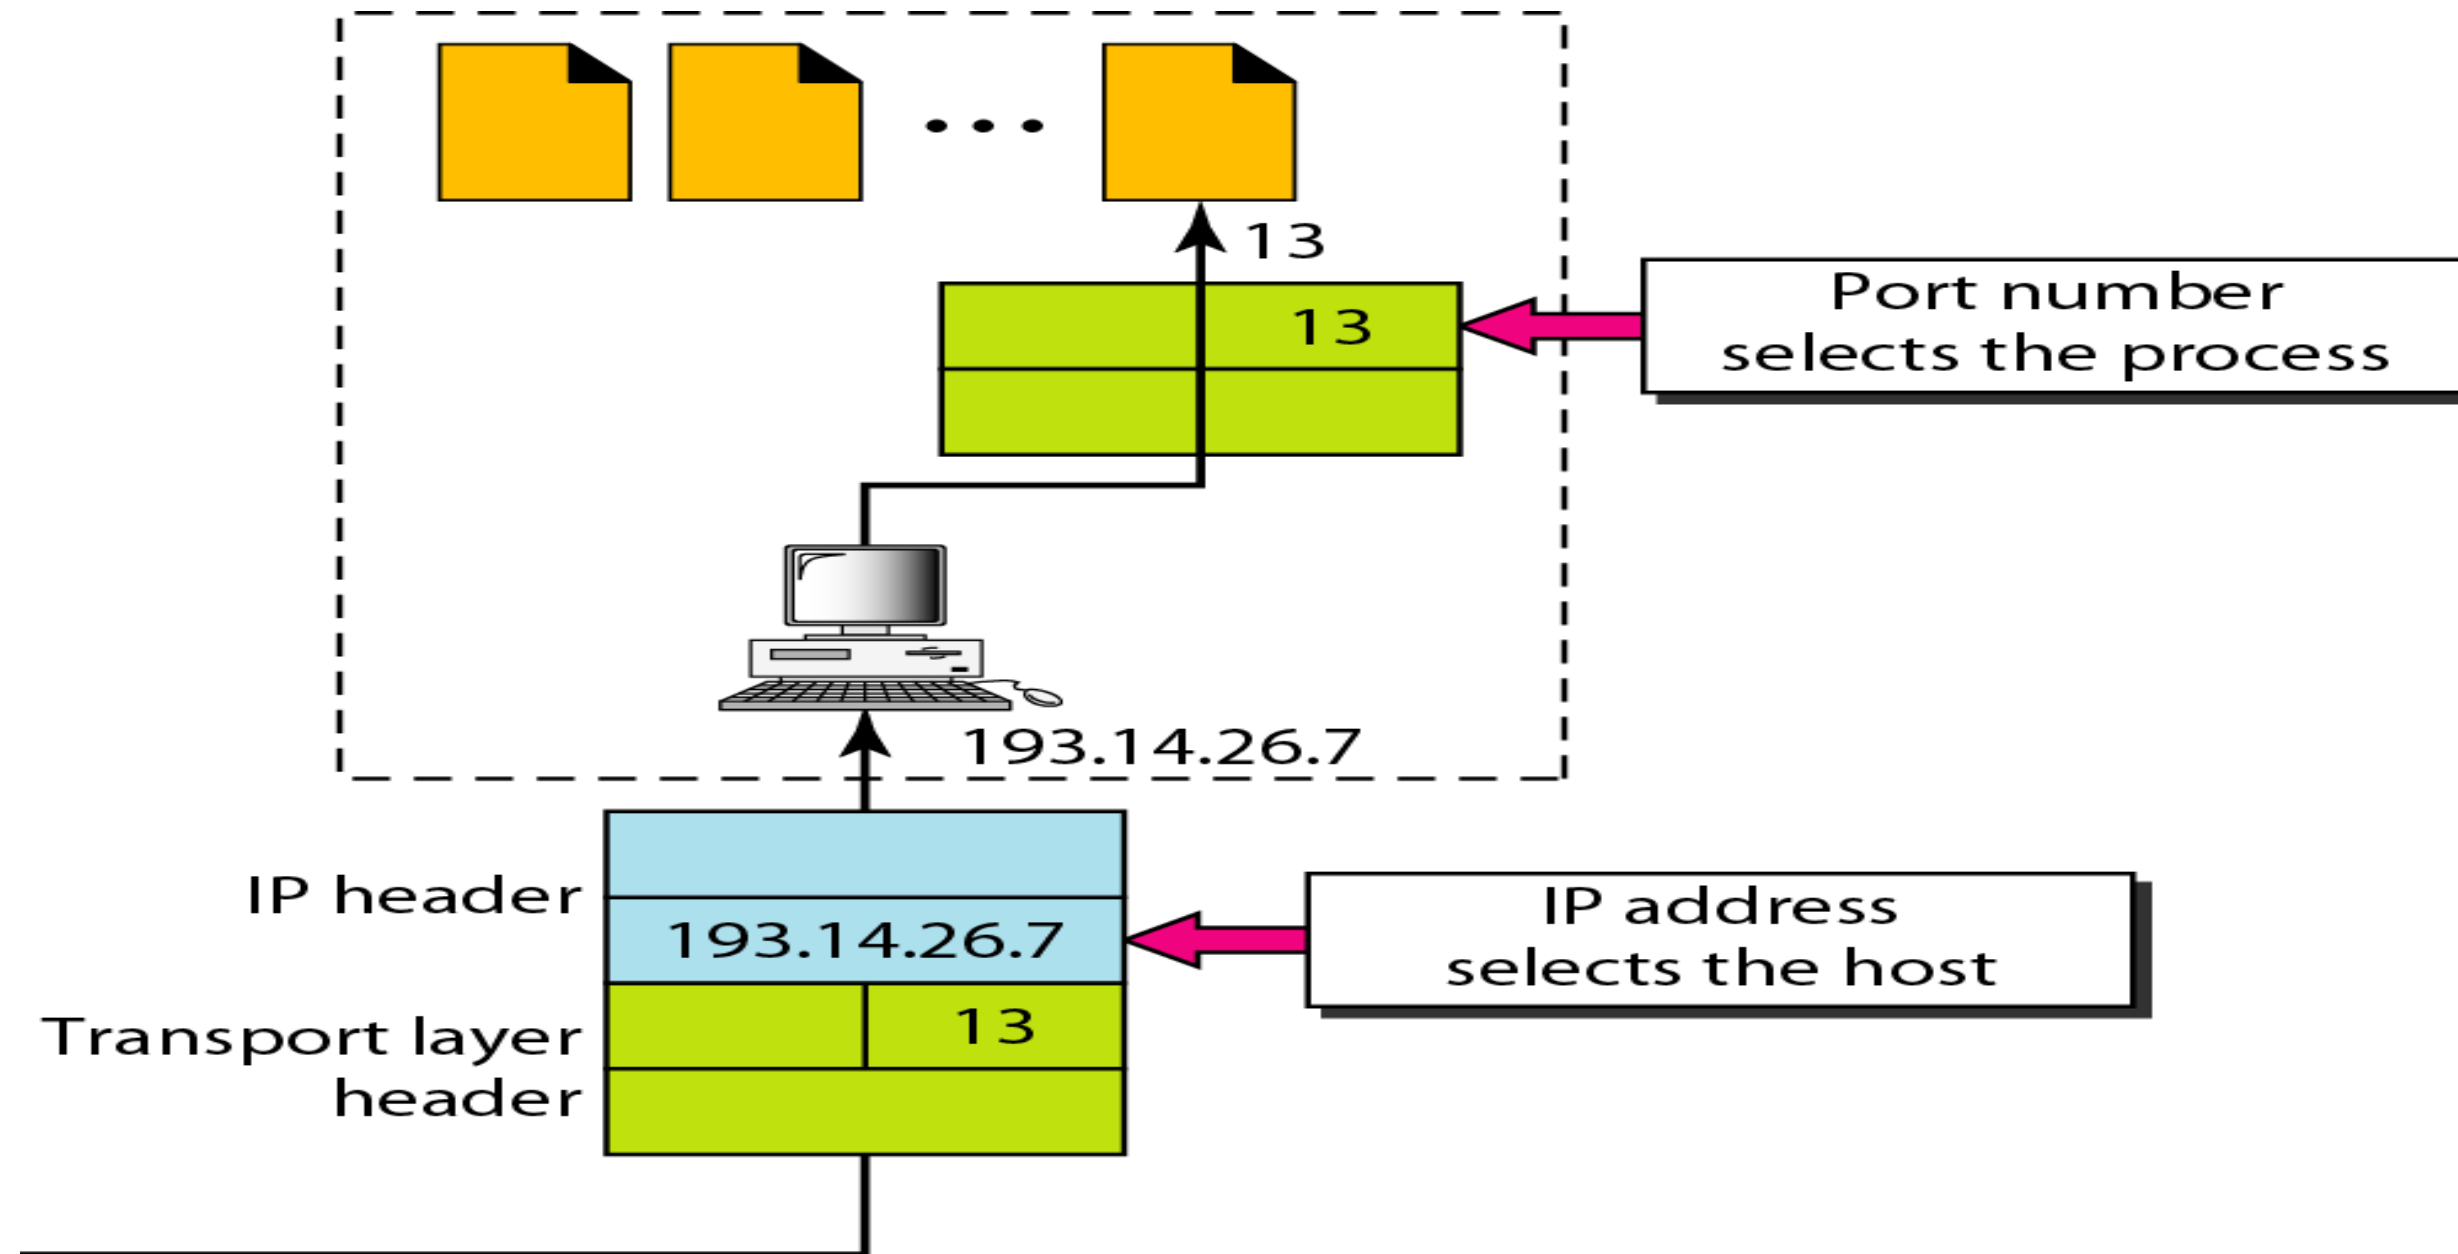 13
13
Port number
selects the process
193.14.26.7
IP header
193.14.26.7
IP address
selects the host
Transport layer
header
13